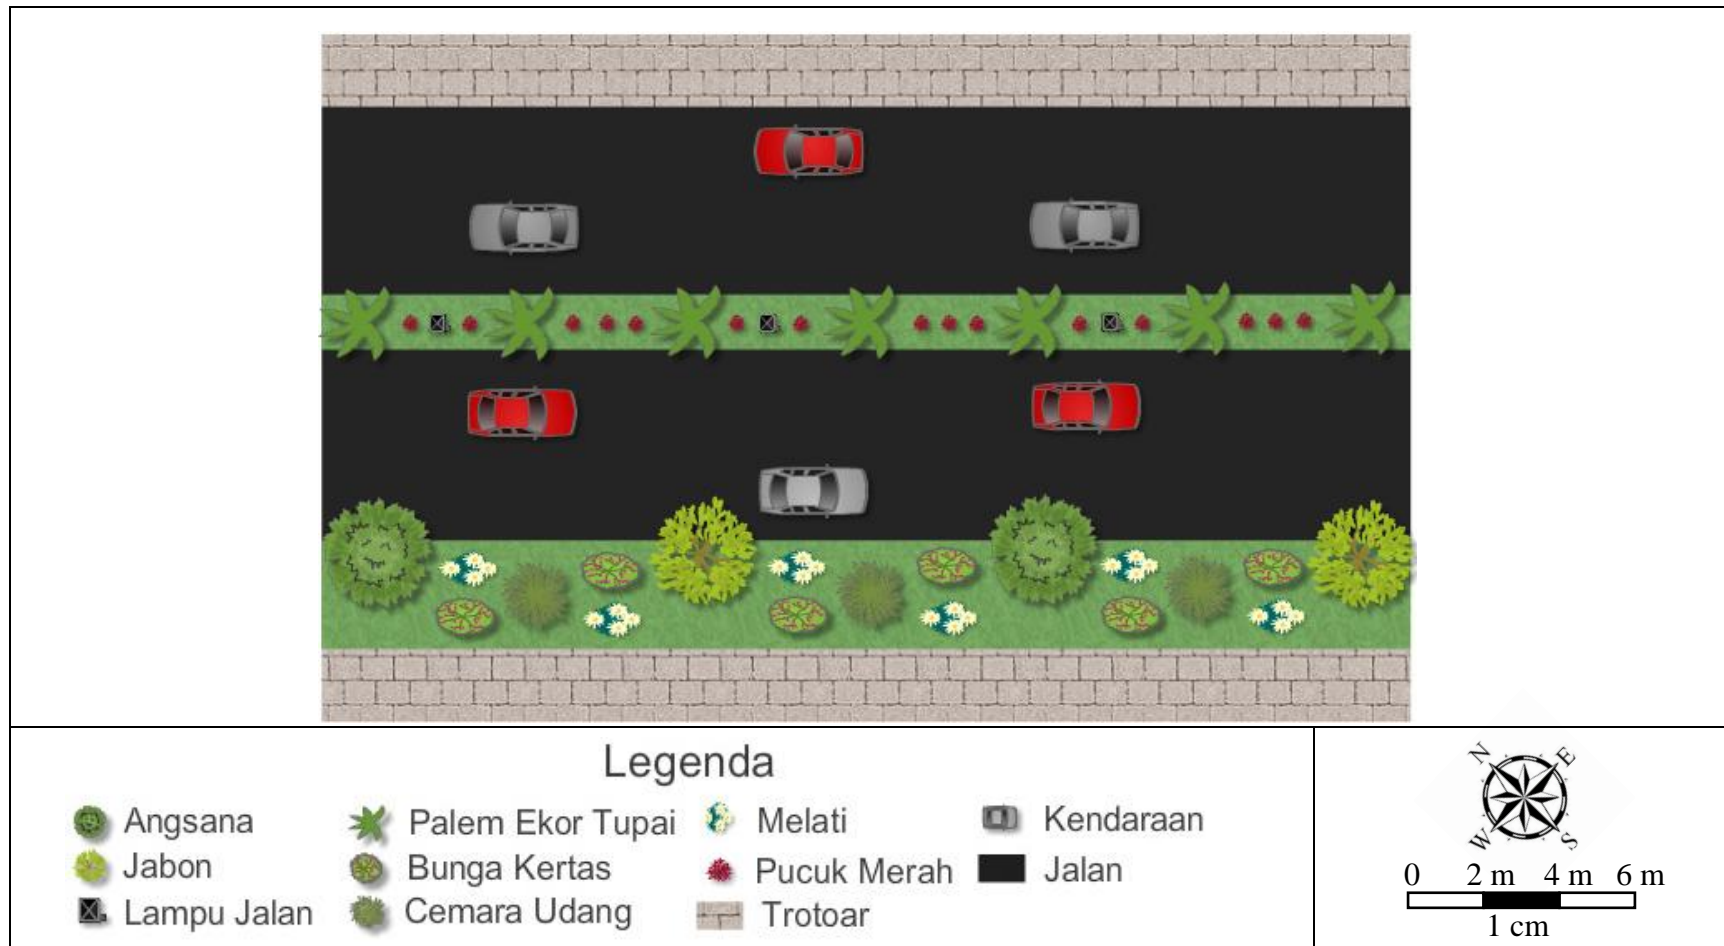 Legenda
Angsana
Palem Ekor Tupai
Melati
Kendaraan
Jabon
Bunga Kertas
Pucuk Merah
Jalan
Lampu Jalan
Cemara Udang
Trotoar
N E
W S
0 2 m 4 m 6 m
1 cm